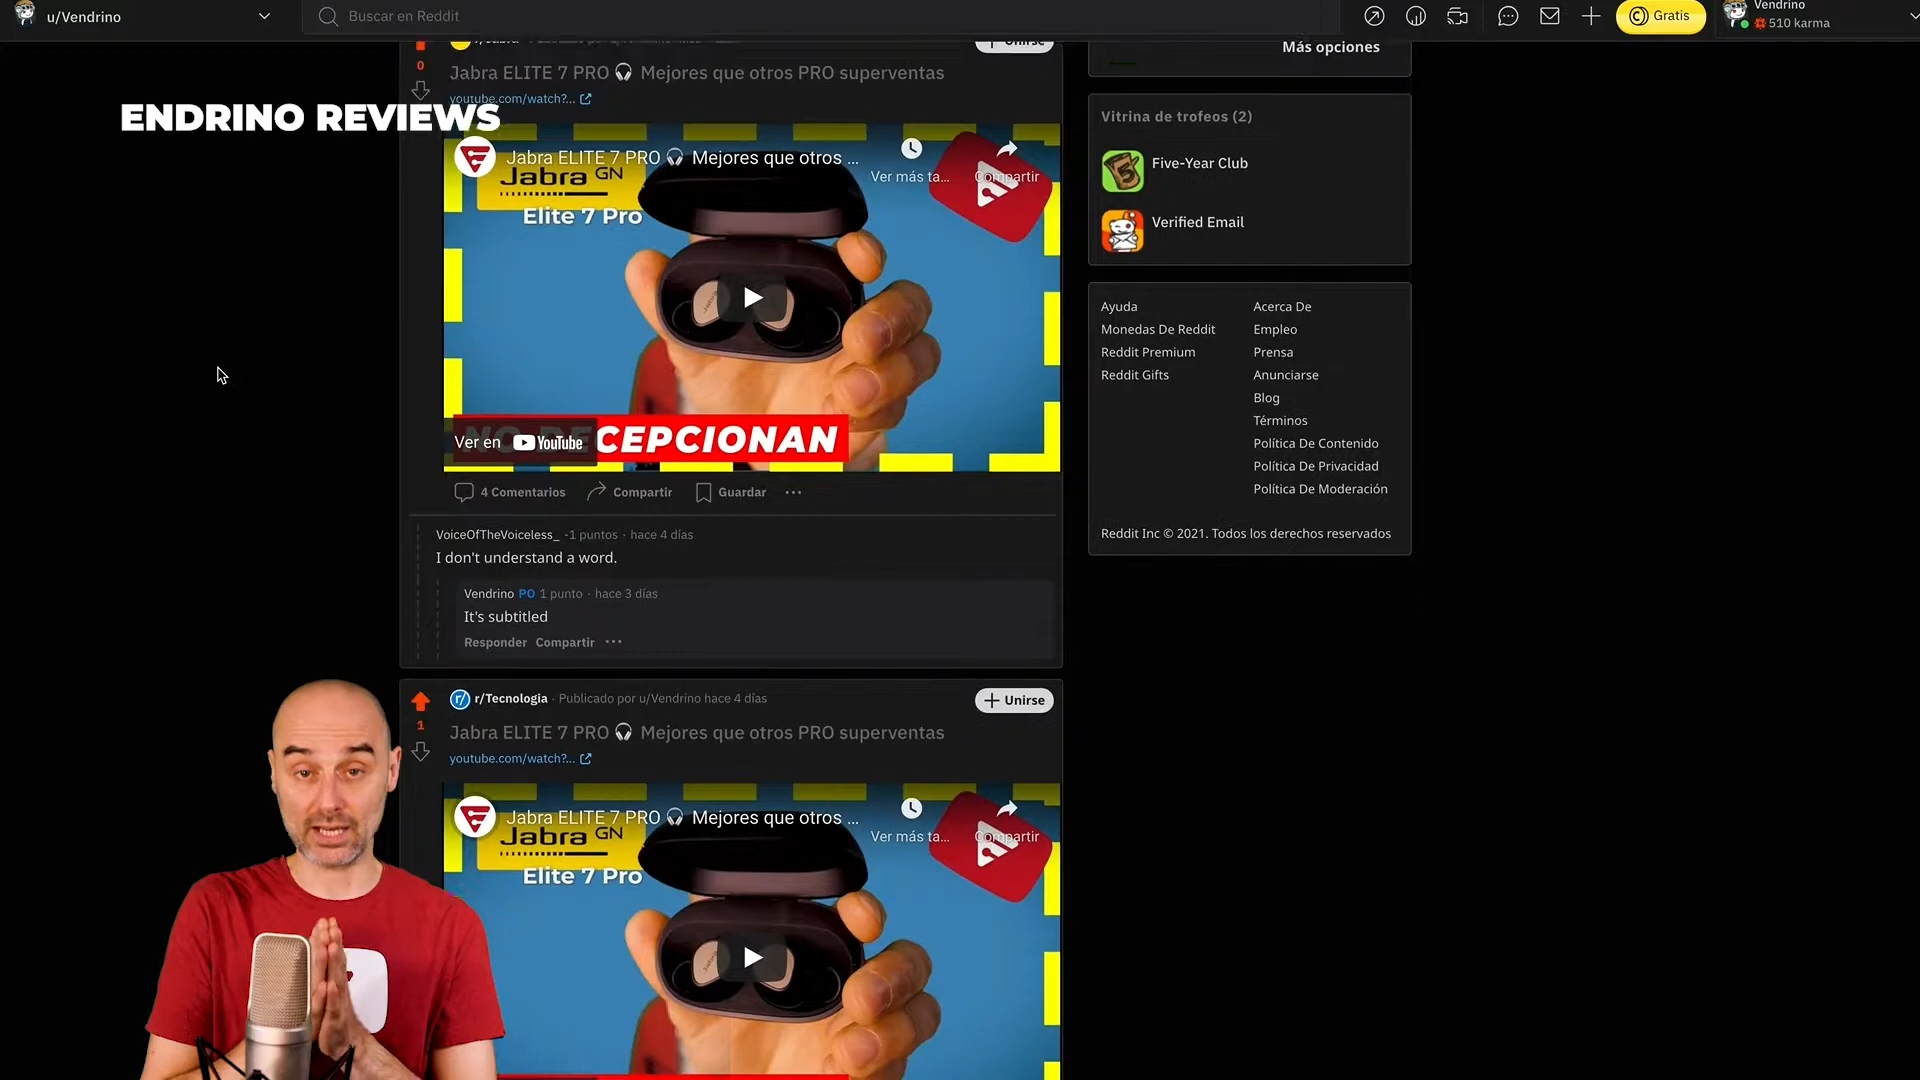 u/Vendrino
Buscar en Reddit
Gratis
Vendrino
510 karma
Unirse
Más opciones
0
Jabra ELITE 7 PRO 🎧 Mejores que otros PRO superventas
youtube.com/watch?...
ENDRINO REVIEWS
Jabra ELITE 7 PRO 🎧 Mejores que otros ...
Ver más ta...
Compartir
Jabra GN
Elite 7 Pro
Ver en YouTube
CEPCIONAN
4 Comentarios
Compartir
Guardar
VoiceOfTheVoiceless_ -1 puntos · hace 4 días
I don't understand a word.
Vendrino PO 1 punto · hace 3 días
It's subtitled
Responder Compartir
r/Tecnologia · Publicado por u/Vendrino hace 4 días
Unirse
1
Jabra ELITE 7 PRO 🎧 Mejores que otros PRO superventas
youtube.com/watch?...
Jabra ELITE 7 PRO 🎧 Mejores que otros ...
Ver más ta...
Compartir
Jabra GN
Elite 7 Pro
Vitrina de trofeos (2)
Five-Year Club
Verified Email
Ayuda
Monedas De Reddit
Reddit Premium
Reddit Gifts
Acerca De
Empleo
Prensa
Anunciarse
Blog
Términos
Política De Contenido
Política De Privacidad
Política De Moderación
Reddit Inc © 2021. Todos los derechos reservados